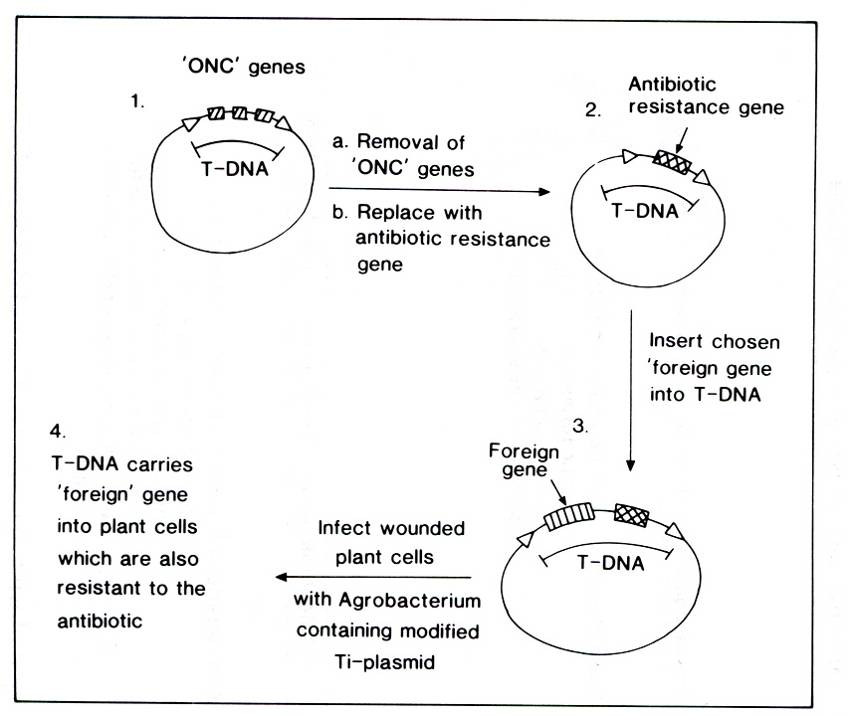 'ONC' genes
1.
T-DNA
a. Removal of
'ONC' genes
b. Replace with
antibiotic resistance
gene
2.
Antibiotic
resistance gene
T-DNA
Insert chosen
'foreign gene
into T-DNA
3.
Foreign
gene
T-DNA
Infect wounded
plant cells
with Agrobacterium
containing modified
Ti-plasmid
4.
T-DNA carries
'foreign' gene
into plant cells
which are also
resistant to the
antibiotic